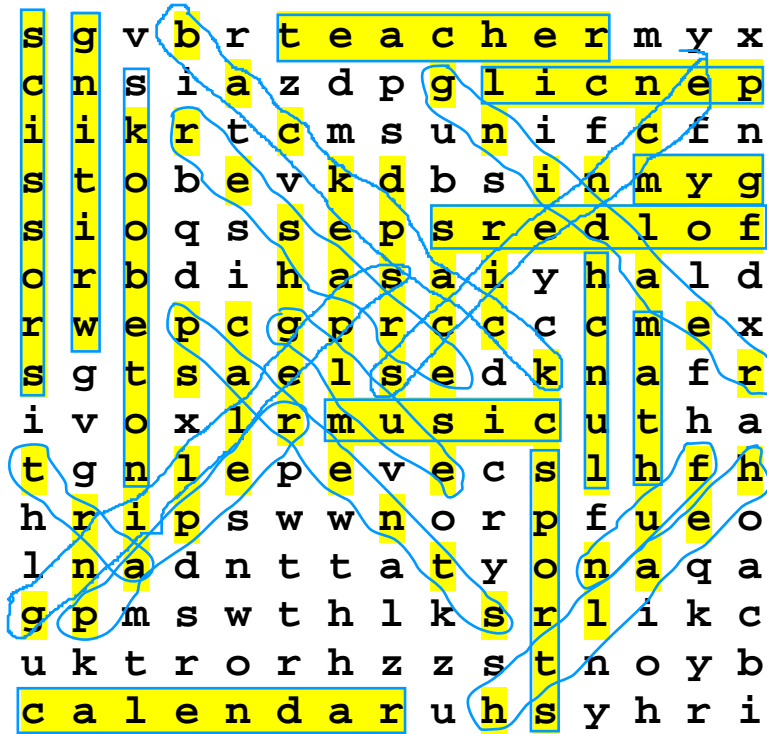 s g v b r t e a c h e r m y x
c n s i a z d p g l i c n e p
i i k r t c m s u n i f c f n
s t o b e v k d b s i n m y g
s i o q s s e p s r e d l o f
o r b d i h a s a i y h a l d
r w e p c g p r c c c c m e x
s g t s a e l s e d k n a f r
i v o x l r m u s i c u t h a
t g n l e p e v e c s l h f h
h r i p s w w n o r p f u e o
l n a d n t t a t y o n a q a
g p m s w t h l k s r l i k c
u k t r o r h z z s t n o y b
c a l e n d a r u h s y h r i